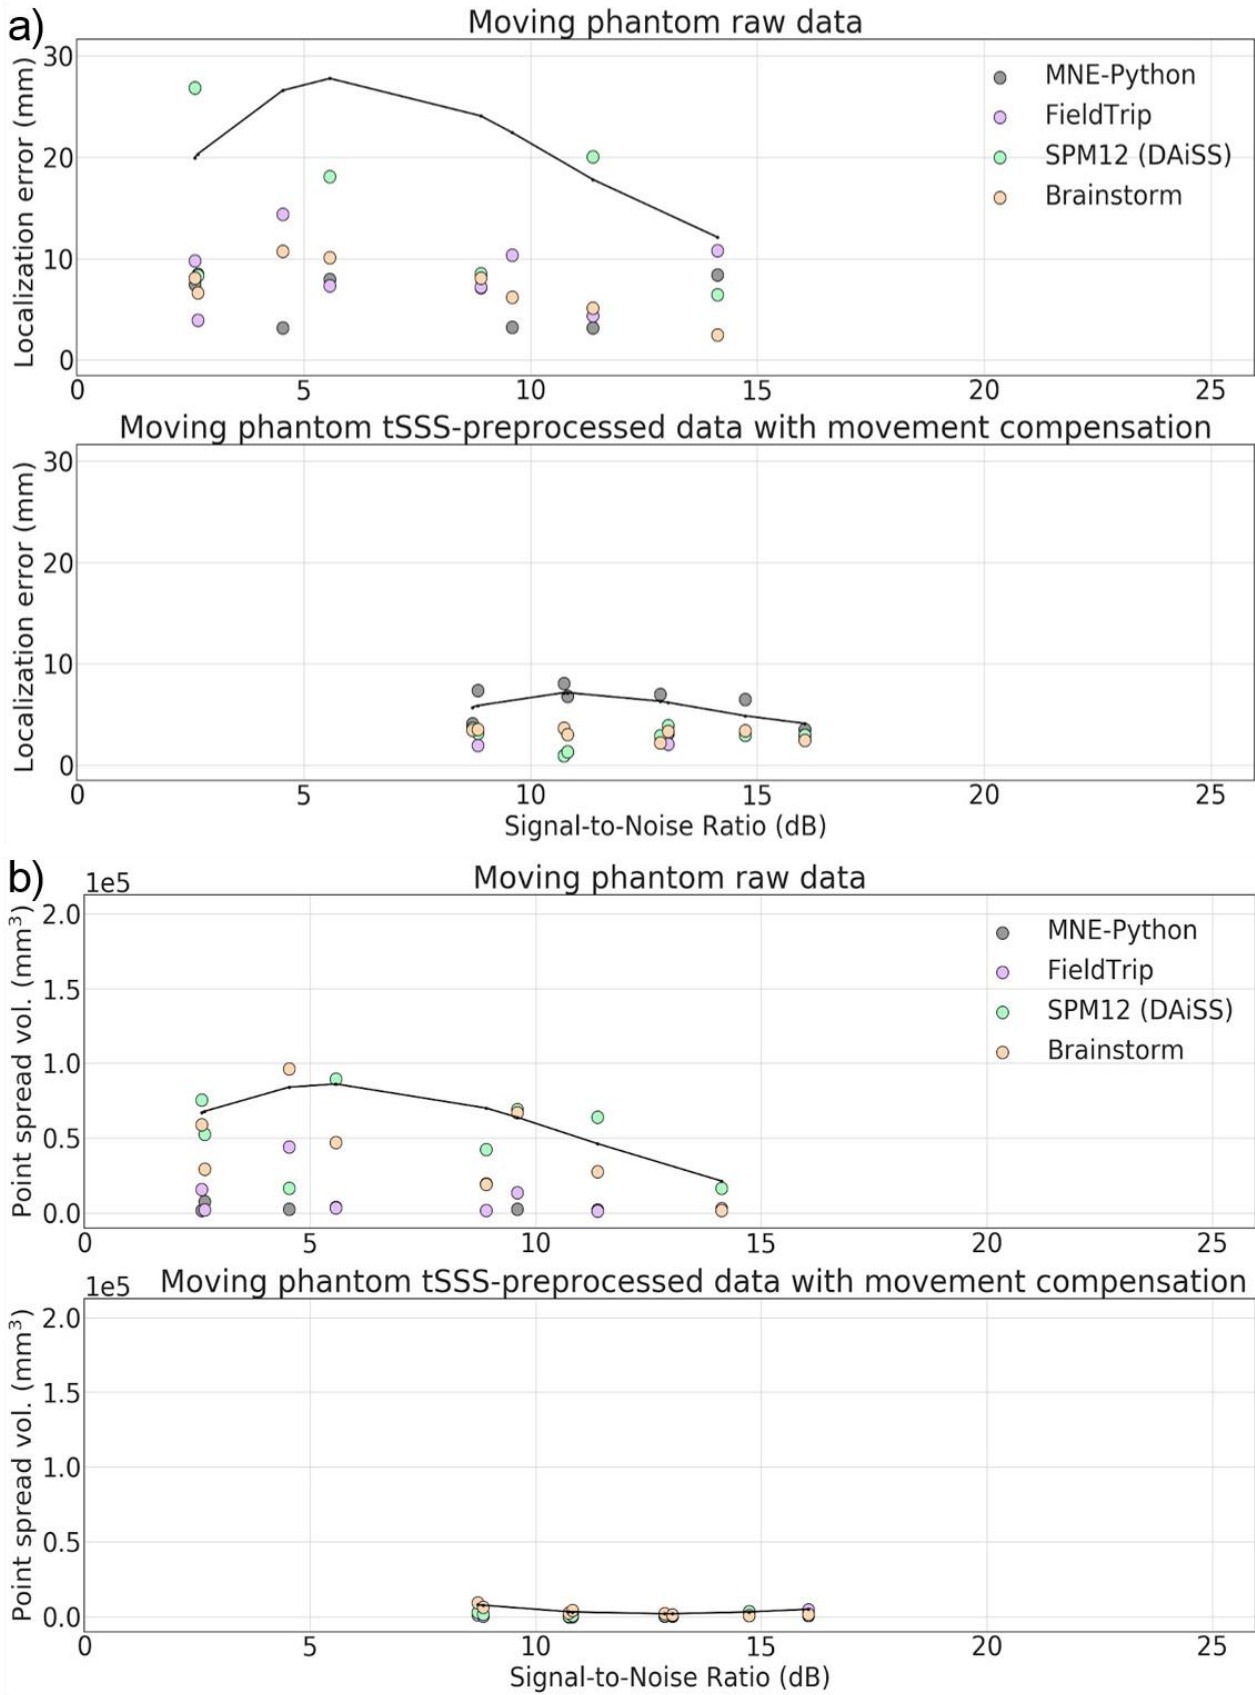 a)
Moving phantom raw data
Localization error (mm)
30
20
10
0
MNE-Python
FieldTrip
SPM12 (DAiSS)
Brainstorm
0 5 10 15 20 25
Moving phantom tSSS-preprocessed data with movement compensation
Localization error (mm)
30
20
10
0
0 5 10 15 20 25
Signal-to-Noise Ratio (dB)
b)
1e5
Moving phantom raw data
Point spread vol. (mm³)
2.0
1.5
1.0
0.5
0.0
MNE-Python
FieldTrip
SPM12 (DAiSS)
Brainstorm
0 5 10 15 20 25
1e5
Moving phantom tSSS-preprocessed data with movement compensation
Point spread vol. (mm³)
2.0
1.5
1.0
0.5
0.0
0 5 10 15 20 25
Signal-to-Noise Ratio (dB)